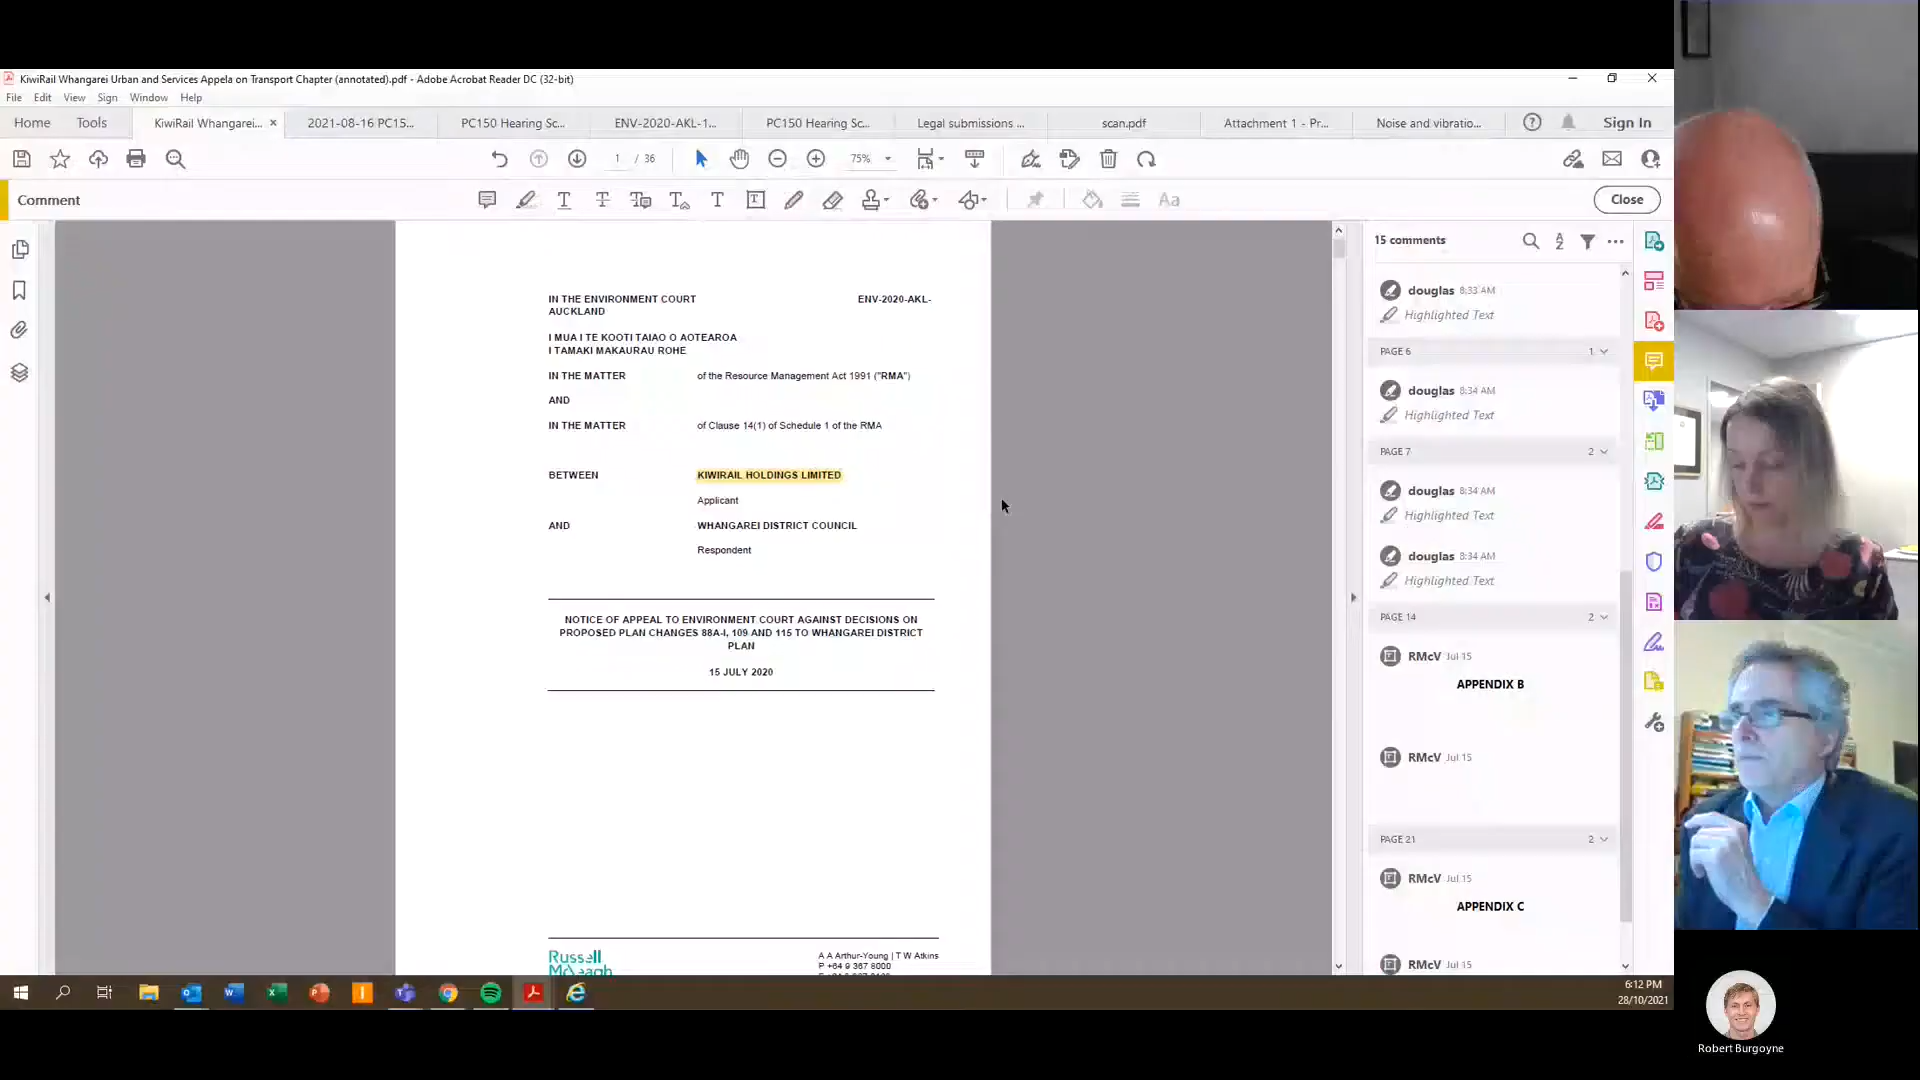 KiwiRail Whangarei Urban and Services Appela on Transport Chapter (annotated).pdf - Adobe Acrobat Reader DC (32-bit)
File Edit View Sign Window Help
Home Tools KiwiRail Whangarei... × 2021-08-16 PC15... PC150 Hearing Sc... ENV-2020-AKL-1... PC150 Hearing Sc... Legal submissions ... scan.pdf Attachment 1 - Pr... Noise and vibratio... Sign In
1 / 36 75%
Comment Close
15 comments
IN THE ENVIRONMENT COURT ENV-2020-AKL-
AUCKLAND
I MUA I TE KOOTI TAIAO O AOTEAROA
I TAMAKI MAKAURAU ROHE
IN THE MATTER of the Resource Management Act 1991 ("RMA")
AND
IN THE MATTER of Clause 14(1) of Schedule 1 of the RMA
BETWEEN KIWIRAIL HOLDINGS LIMITED
Applicant
AND WHANGAREI DISTRICT COUNCIL
Respondent
NOTICE OF APPEAL TO ENVIRONMENT COURT AGAINST DECISIONS ON
PROPOSED PLAN CHANGES 88A-I, 109 AND 115 TO WHANGAREI DISTRICT
PLAN
15 JULY 2020
Russell
McVeagh
A A Arthur-Young | T W Atkins
P +64 9 367 8000
douglas 8:33 AM
Highlighted Text
PAGE 6 1
douglas 8:34 AM
Highlighted Text
PAGE 7 2
douglas 8:34 AM
Highlighted Text
douglas 8:34 AM
Highlighted Text
PAGE 14 2
RMcV Jul 15
APPENDIX B
RMcV Jul 15
PAGE 21 2
RMcV Jul 15
APPENDIX C
RMcV Jul 15
6:12 PM
28/10/2021
Robert Burgoyne